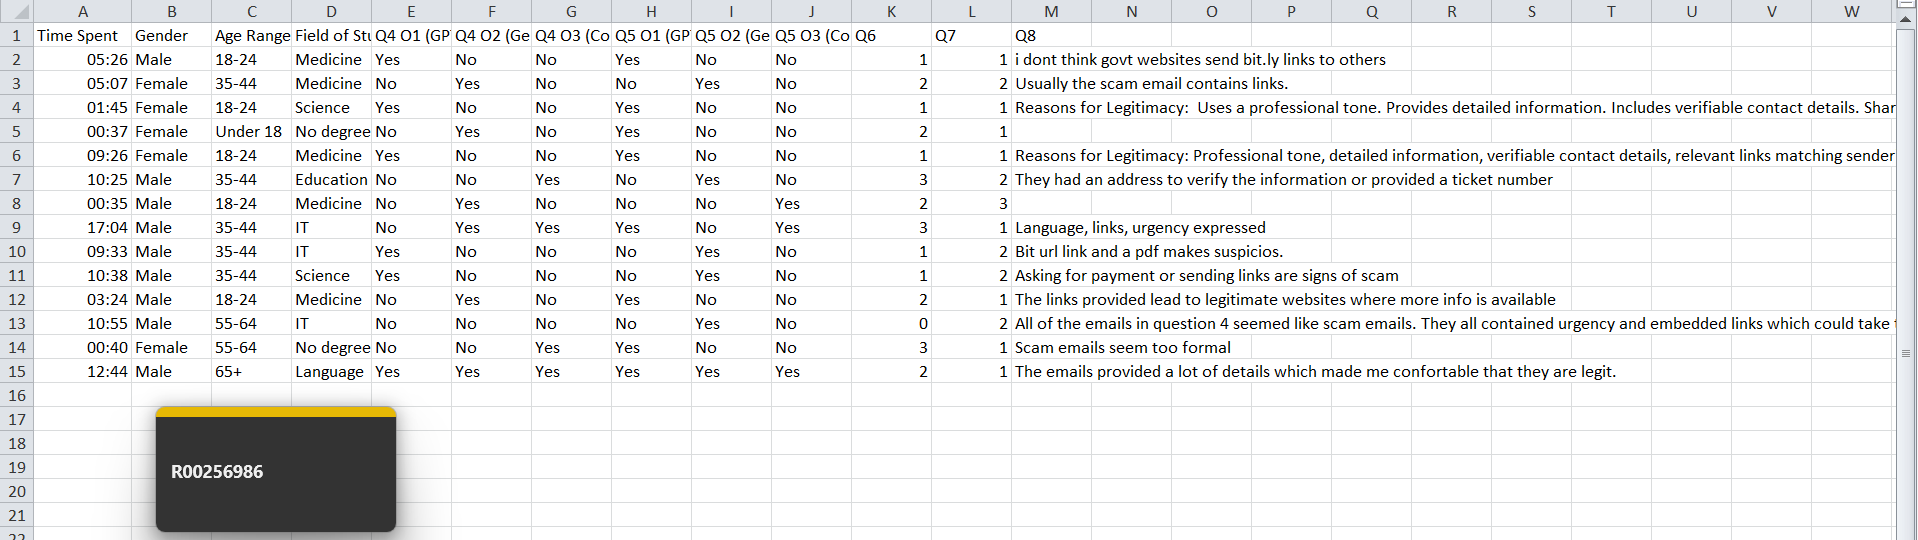 A B C D E F G H I J K L M N O P Q R S T U V W
1 Time Spent Gender Age Range Field of Stu Q4 O1 (GP Q4 O2 (Ge Q4 O3 (Co Q5 O1 (GP Q5 O2 (Ge Q5 O3 (Co Q6 Q7 Q8
2 05:26 Male 18-24 Medicine Yes No No Yes No No 1 1 i dont think govt websites send bit.ly links to others
3 05:07 Female 35-44 Medicine No Yes No No Yes No 2 2 Usually the scam email contains links.
4 01:45 Female 18-24 Science Yes No No Yes No No 1 1 Reasons for Legitimacy: Uses a professional tone. Provides detailed information. Includes verifiable contact details. Shar
5 00:37 Female Under 18 No degree No Yes No Yes No No 2 1
6 09:26 Female 18-24 Medicine Yes No No Yes No No 1 1 Reasons for Legitimacy: Professional tone, detailed information, verifiable contact details, relevant links matching sender
7 10:25 Male 35-44 Education No No Yes No Yes No 3 2 They had an address to verify the information or provided a ticket number
8 00:35 Male 18-24 Medicine No Yes No No No Yes 2 3
9 17:04 Male 35-44 IT No Yes Yes Yes No Yes 3 1 Language, links, urgency expressed
10 09:33 Male 35-44 IT Yes No No No Yes No 1 2 Bit url link and a pdf makes suspicios.
11 10:38 Male 35-44 Science Yes No No No Yes No 1 2 Asking for payment or sending links are signs of scam
12 03:24 Male 18-24 Medicine No Yes No Yes No No 2 1 The links provided lead to legitimate websites where more info is available
13 10:55 Male 55-64 IT No No No No Yes No 0 2 All of the emails in question 4 seemed like scam emails. They all contained urgency and embedded links which could take
14 00:40 Female 55-64 No degree No No Yes Yes No No 3 1 Scam emails seem too formal
15 12:44 Male 65+ Language Yes Yes Yes Yes Yes Yes 2 1 The emails provided a lot of details which made me confortable that they are legit.
16
17
18
19
R00256986
20
21
22